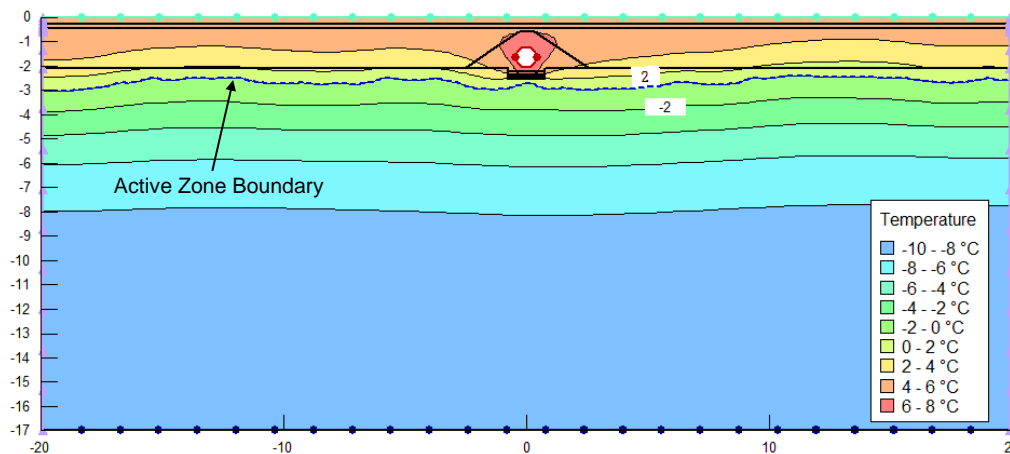 0
-1
-2
-3
-4
-5
-6
-7
-8
-9
-10
-11
-12
-13
-14
-15
-16
-17
2
-2
Active Zone Boundary
Temperature
-10 - -8 °C
-8 - -6 °C
-6 - -4 °C
-4 - -2 °C
-2 - 0 °C
0 - 2 °C
2 - 4 °C
4 - 6 °C
6 - 8 °C
-20
-10
0
10
2